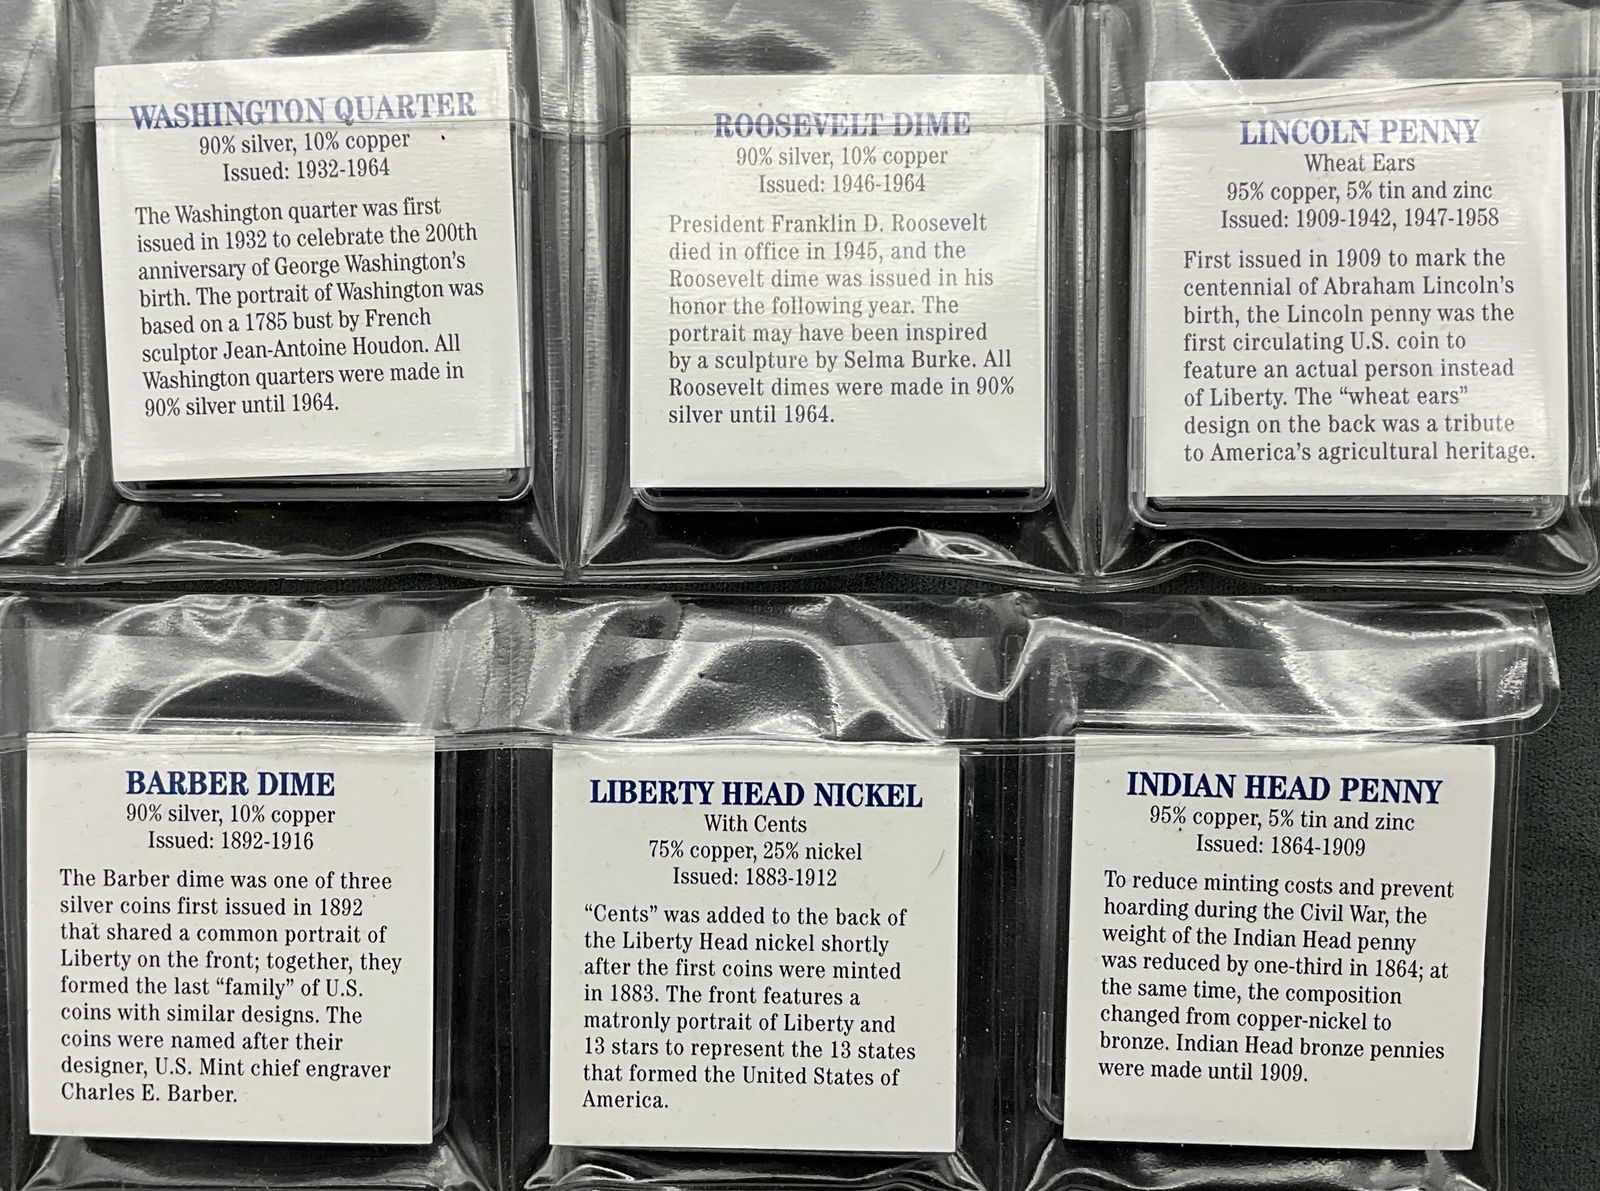 WASHINGTON QUARTER
90% silver, 10% copper
Issued: 1932-1964
The Washington quarter was first
issued in 1932 to celebrate the 200th
anniversary of George Washington's
birth. The portrait of Washington was
based on a 1785 bust by French
sculptor Jean-Antoine Houdon. All
Washington quarters were made in
90% silver until 1964.
ROOSEVELT DIME
90% silver, 10% copper
Issued: 1946-1964
President Franklin D. Roosevelt
died in office in 1945, and the
Roosevelt dime was issued in his
honor the following year. The
portrait may have been inspired
by a sculpture by Selma Burke. All
Roosevelt dimes were made in 90%
silver until 1964.
LINCOLN PENNY
Wheat Ears
95% copper, 5% tin and zinc
Issued: 1909-1942, 1947-1958
First issued in 1909 to mark the
centennial of Abraham Lincoln's
birth, the Lincoln penny was the
first circulating U.S. coin to
feature an actual person instead
of Liberty. The “wheat ears”
design on the back was a tribute
to America's agricultural heritage.
BARBER DIME
90% silver, 10% copper
Issued: 1892-1916
The Barber dime was one of three
silver coins first issued in 1892
that shared a common portrait of
Liberty on the front; together, they
formed the last “family” of U.S.
coins with similar designs. The
coins were named after their
designer, U.S. Mint chief engraver
Charles E. Barber.
LIBERTY HEAD NICKEL
With Cents
75% copper, 25% nickel
Issued: 1883-1912
“Cents” was added to the back of
the Liberty Head nickel shortly
after the first coins were minted
in 1883. The front features a
matronly portrait of Liberty and
13 stars to represent the 13 states
that formed the United States of
America.
INDIAN HEAD PENNY
95% copper, 5% tin and zinc
Issued: 1864-1909
To reduce minting costs and prevent
hoarding during the Civil War, the
weight of the Indian Head penny
was reduced by one-third in 1864; at
the same time, the composition
changed from copper-nickel to
bronze. Indian Head bronze pennies
were made until 1909.